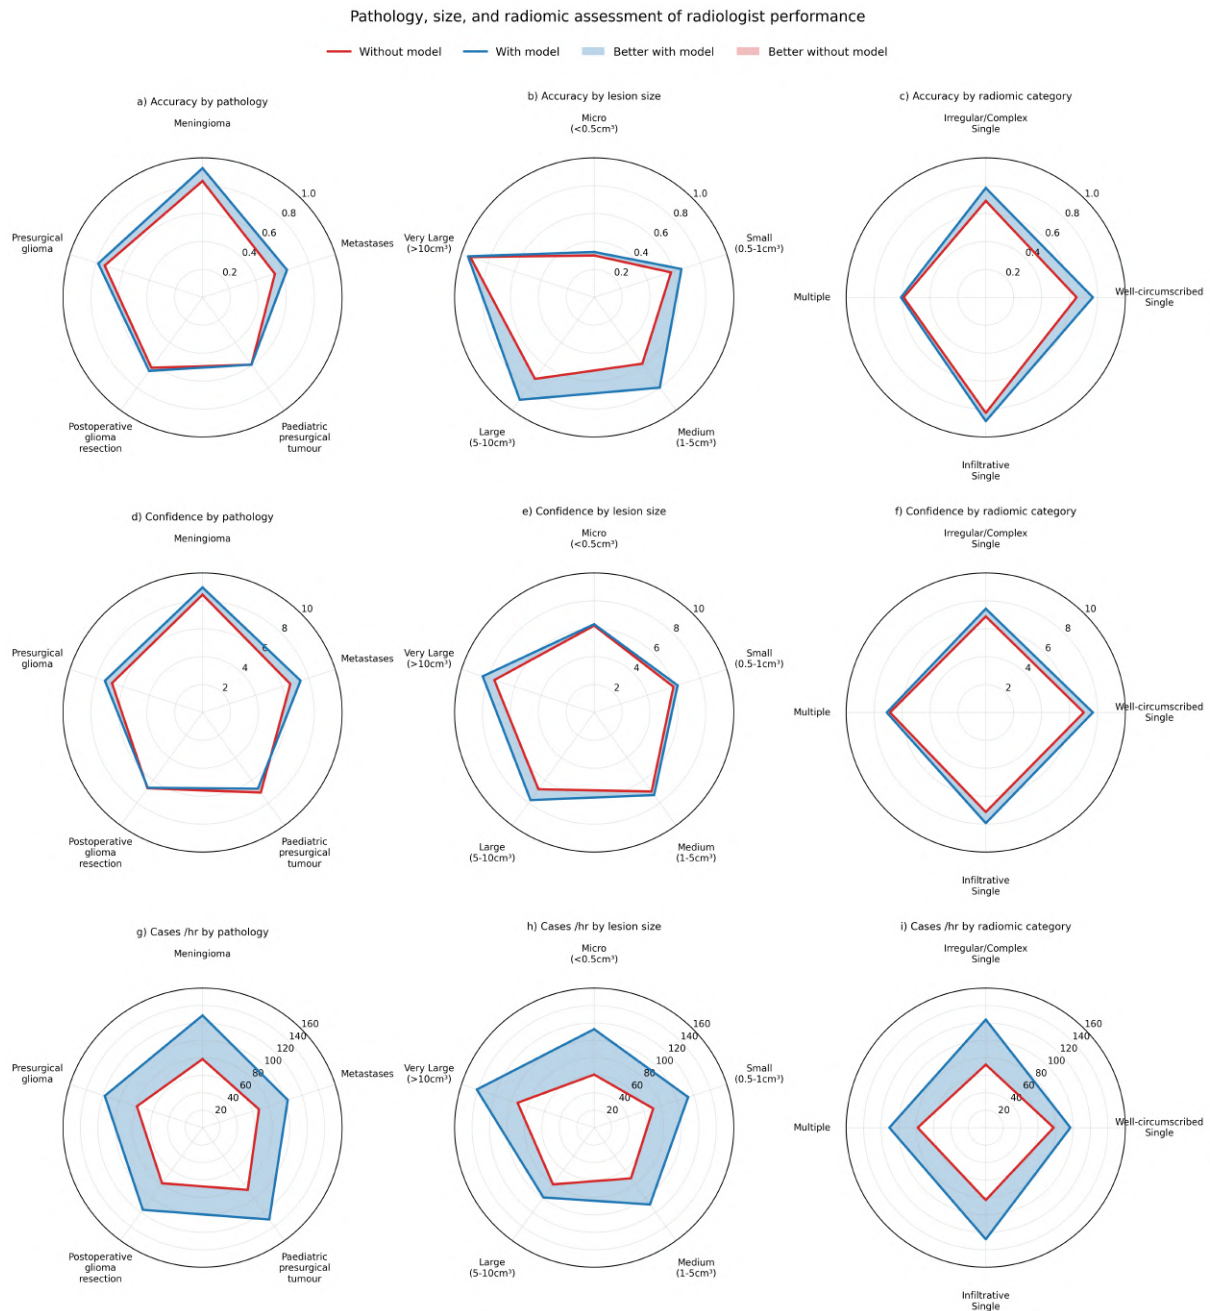 Pathology, size, and radiomic assessment of radiologist performance
Without model
With model
Better with model
Better without model
a) Accuracy by pathology
Meningioma
1.0
0.8
0.6
0.4
0.2
Presurgical
glioma
Metastases
Postoperative
glioma
resection
Paediatric
presurgical
tumour
b) Accuracy by lesion size
Micro
(<0.5cm³)
1.0
0.8
0.6
0.4
0.2
Very Large
(>10cm³)
Small
(0.5-1cm³)
Large
(5-10cm³)
Medium
(1-5cm³)
c) Accuracy by radiomic category
Irregular/Complex
Single
1.0
0.8
0.6
0.4
0.2
Multiple
Well-circumscribed
Single
Infiltrative
Single
d) Confidence by pathology
Meningioma
10
8
6
4
2
Presurgical
glioma
Metastases
Postoperative
glioma
resection
Paediatric
presurgical
tumour
e) Confidence by lesion size
Micro
(<0.5cm³)
10
8
6
4
2
Very Large
(>10cm³)
Small
(0.5-1cm³)
Large
(5-10cm³)
Medium
(1-5cm³)
f) Confidence by radiomic category
Irregular/Complex
Single
10
8
6
4
2
Multiple
Well-circumscribed
Single
Infiltrative
Single
g) Cases /hr by pathology
Meningioma
160
140
120
100
80
60
40
20
Presurgical
glioma
Metastases
Postoperative
glioma
resection
Paediatric
presurgical
tumour
h) Cases /hr by lesion size
Micro
(<0.5cm³)
160
140
120
100
80
60
40
20
Very Large
(>10cm³)
Small
(0.5-1cm³)
Large
(5-10cm³)
Medium
(1-5cm³)
i) Cases /hr by radiomic category
Irregular/Complex
Single
160
140
120
100
80
60
40
20
Multiple
Well-circumscribed
Single
Infiltrative
Single